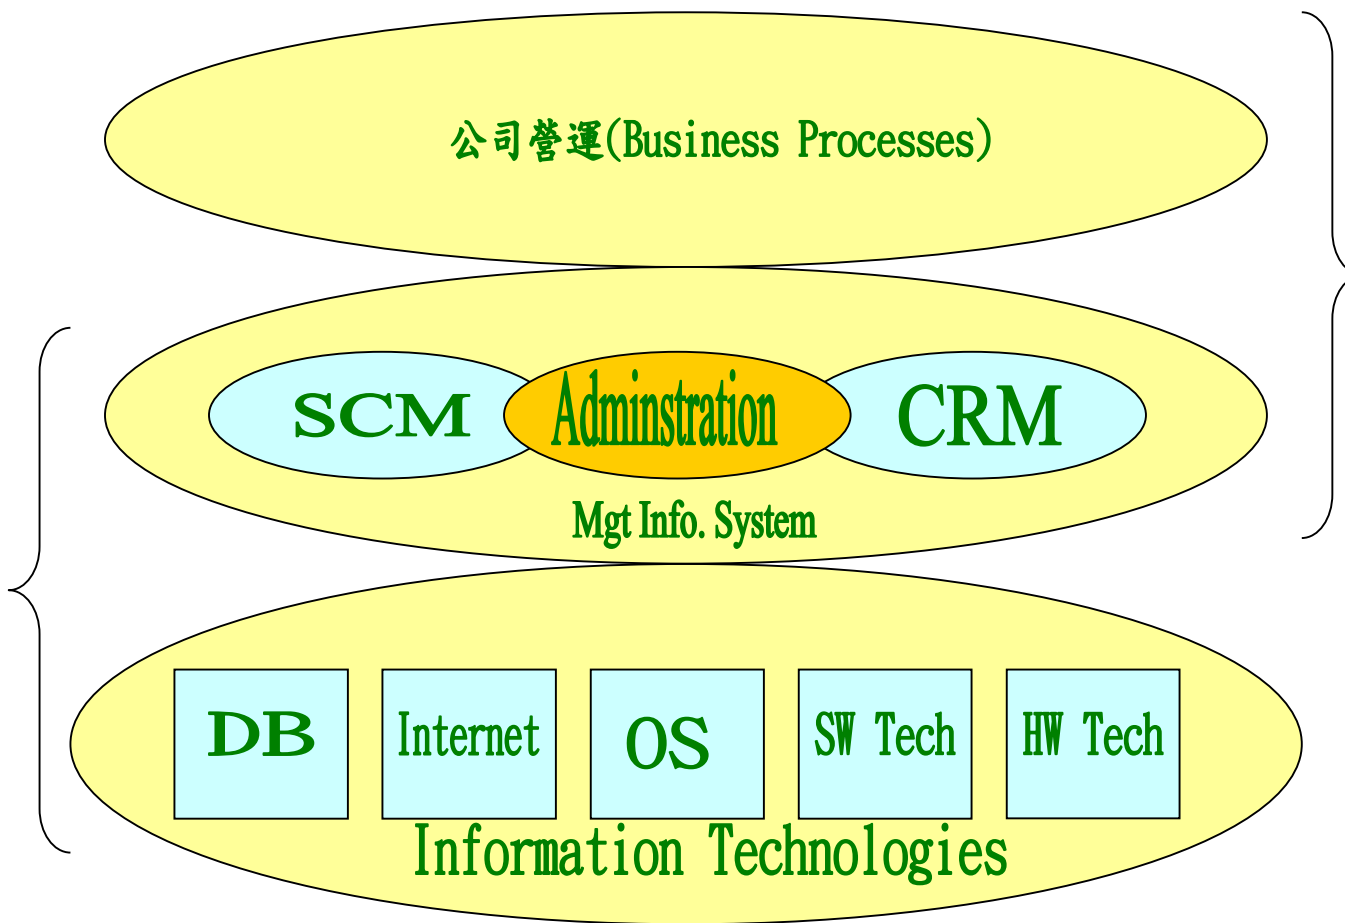 公司營運(Business Processes)
SCM
Adminstration
CRM
Mgt Info. System
DB
Internet
OS
SW Tech
HW Tech
Information Technologies